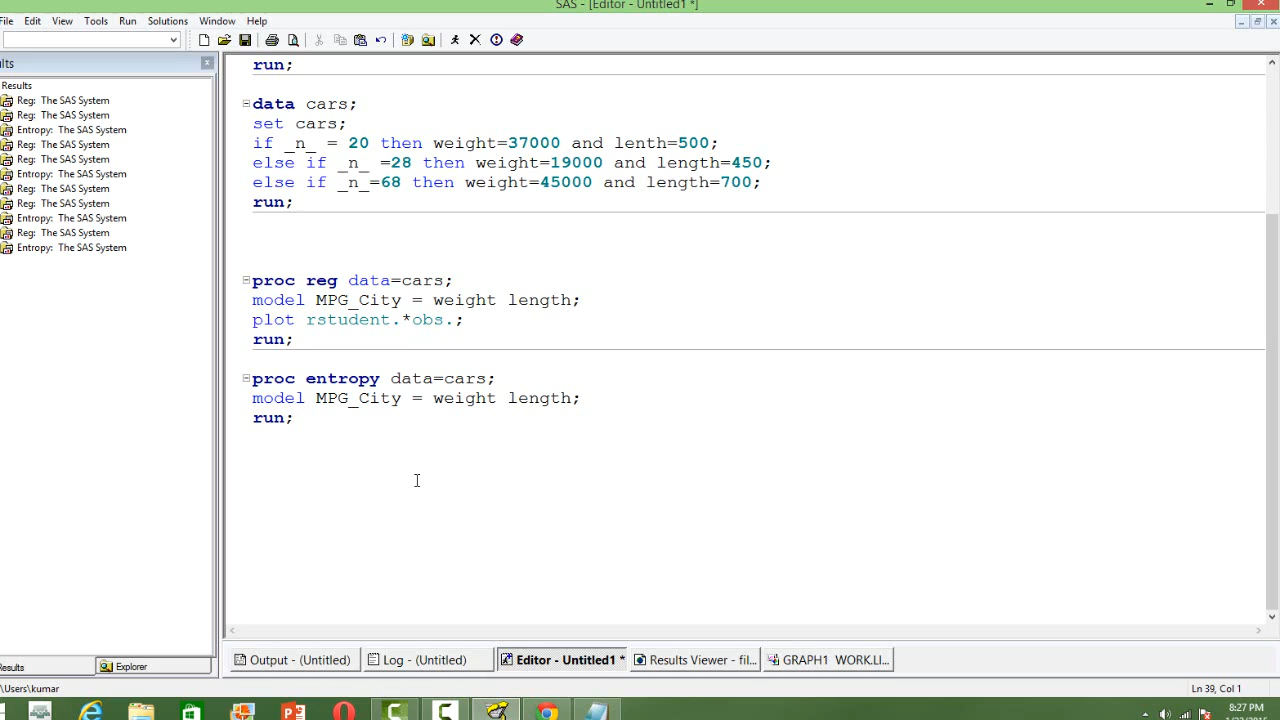 SAS - [Editor - Untitled1 *]
File Edit View Tools Run Solutions Window Help
Results
Reg: The SAS System
Reg: The SAS System
Entropy: The SAS System
Reg: The SAS System
Reg: The SAS System
Entropy: The SAS System
Reg: The SAS System
Reg: The SAS System
Entropy: The SAS System
Reg: The SAS System
Entropy: The SAS System
Results
Explorer
run;
data cars;
set cars;
if _n_ = 20 then weight=37000 and lenth=500;
else if _n_ =28 then weight=19000 and length=450;
else if _n_=68 then weight=45000 and length=700;
run;
proc reg data=cars;
model MPG_City = weight length;
plot rstudent.*obs.;
run;
proc entropy data=cars;
model MPG_City = weight length;
run;
Output - (Untitled)
Log - (Untitled)
Editor - Untitled1 *
Results Viewer - fil...
GRAPH1 WORK.LI...
\Users\kumar
Ln 39, Col 1
8:27 PM